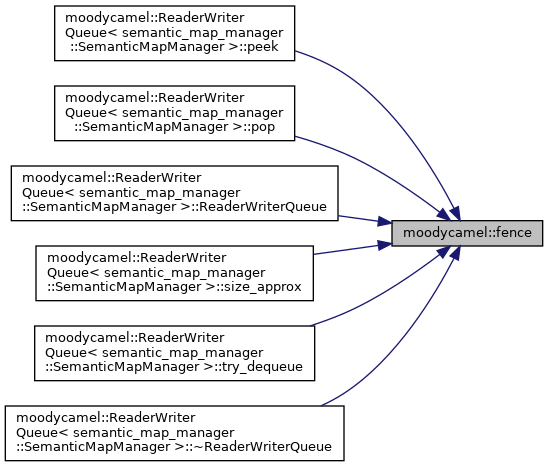 moodycamel::ReaderWriter
Queue< semantic_map_manager
::SemanticMapManager >::peek
moodycamel::ReaderWriter
Queue< semantic_map_manager
::SemanticMapManager >::pop
moodycamel::ReaderWriter
Queue< semantic_map_manager
::SemanticMapManager >::ReaderWriterQueue
moodycamel::fence
moodycamel::ReaderWriter
Queue< semantic_map_manager
::SemanticMapManager >::size_approx
moodycamel::ReaderWriter
Queue< semantic_map_manager
::SemanticMapManager >::try_dequeue
moodycamel::ReaderWriter
Queue< semantic_map_manager
::SemanticMapManager >::~ReaderWriterQueue